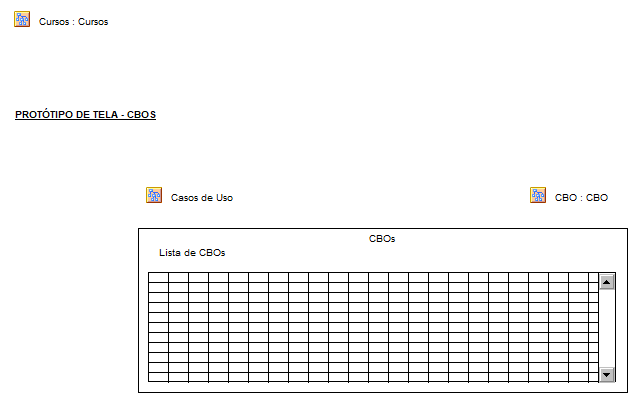 Cursos : Cursos
PROTÓTIPO DE TELA - CBOS
Casos de Uso
CBO : CBO
CBOs
Lista de CBOs